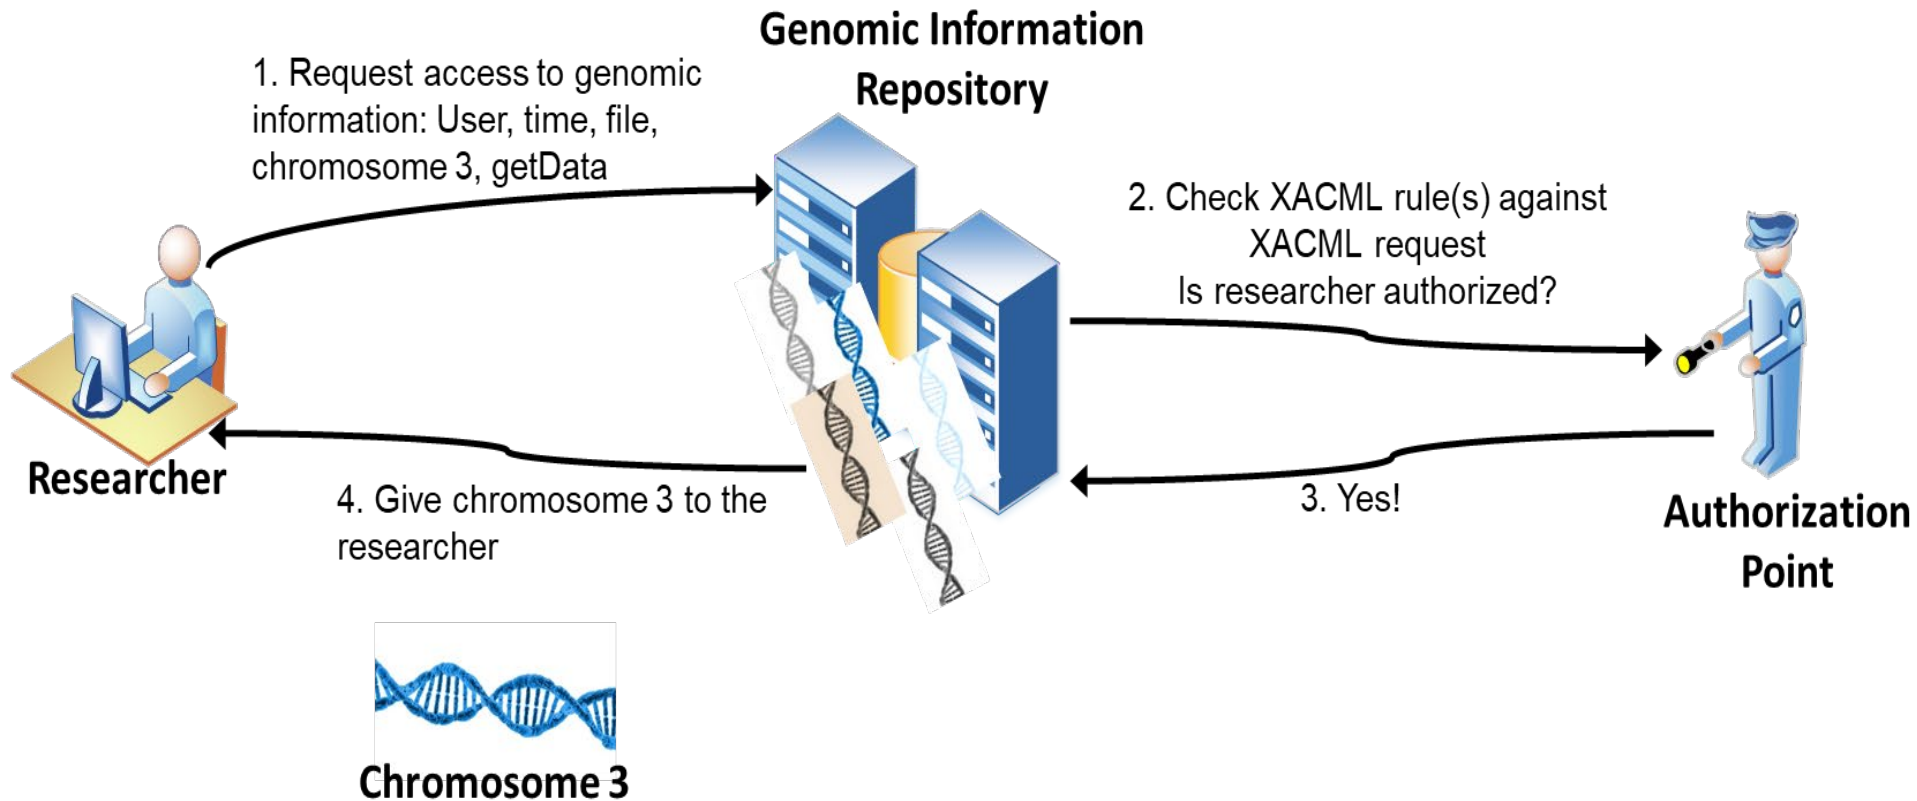 Genomic Information
Repository
1. Request access to genomic
information: User, time, file,
chromosome 3, getData
2. Check XACML rule(s) against
XACML request
Is researcher authorized?
Researcher
3. Yes!
4. Give chromosome 3 to the
researcher
Authorization
Point
Chromosome 3